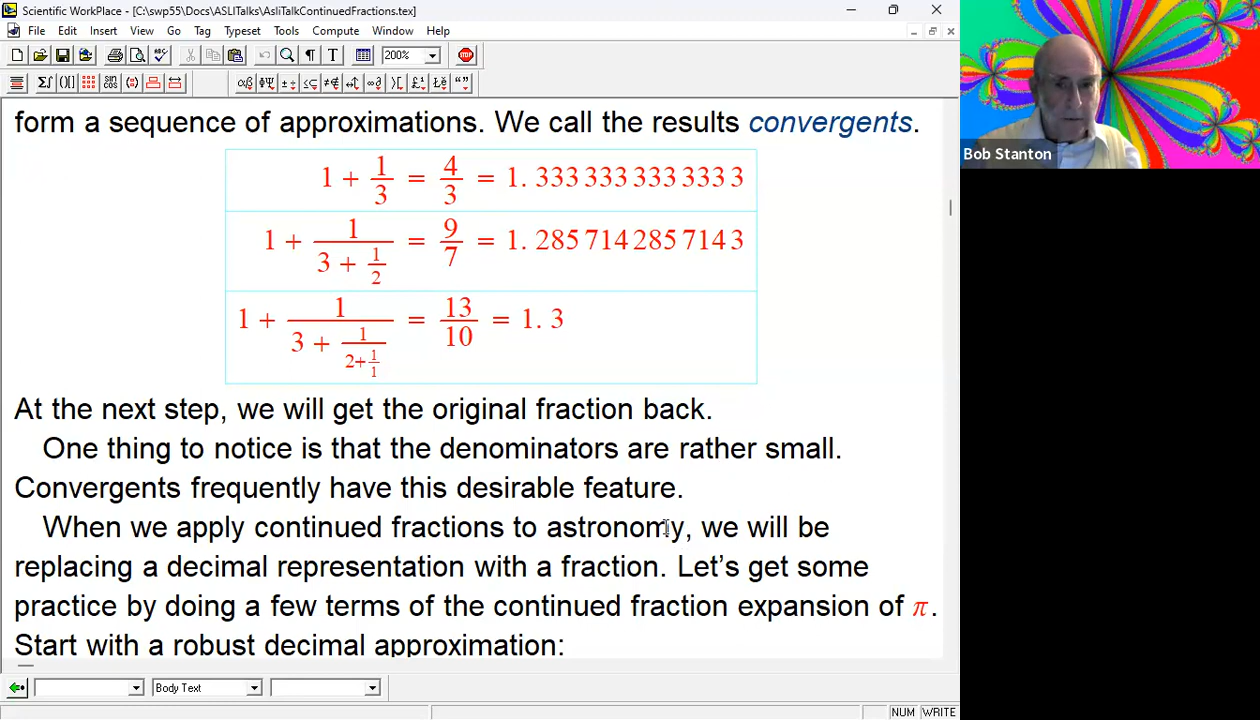 Scientific WorkPlace - [C:\swp55\Docs\ASLITalks\AsliTalkContinuedFractions.tex]
File Edit Insert View Go Tag Typeset Tools Compute Window Help
200%
STOP
form a sequence of approximations. We call the results convergents.
1 + 1/3 = 4/3 = 1.333 333 333 333 3
1 + 1/(3 + 1/2) = 9/7 = 1.285 714 285 714 3
1 + 1/(3 + 1/(2+1/1)) = 13/10 = 1.3
At the next step, we will get the original fraction back.
One thing to notice is that the denominators are rather small.
Convergents frequently have this desirable feature.
When we apply continued fractions to astronomy, we will be
replacing a decimal representation with a fraction. Let's get some
practice by doing a few terms of the continued fraction expansion of π.
Start with a robust decimal approximation:
Body Text
NUM WRITE
Bob Stanton